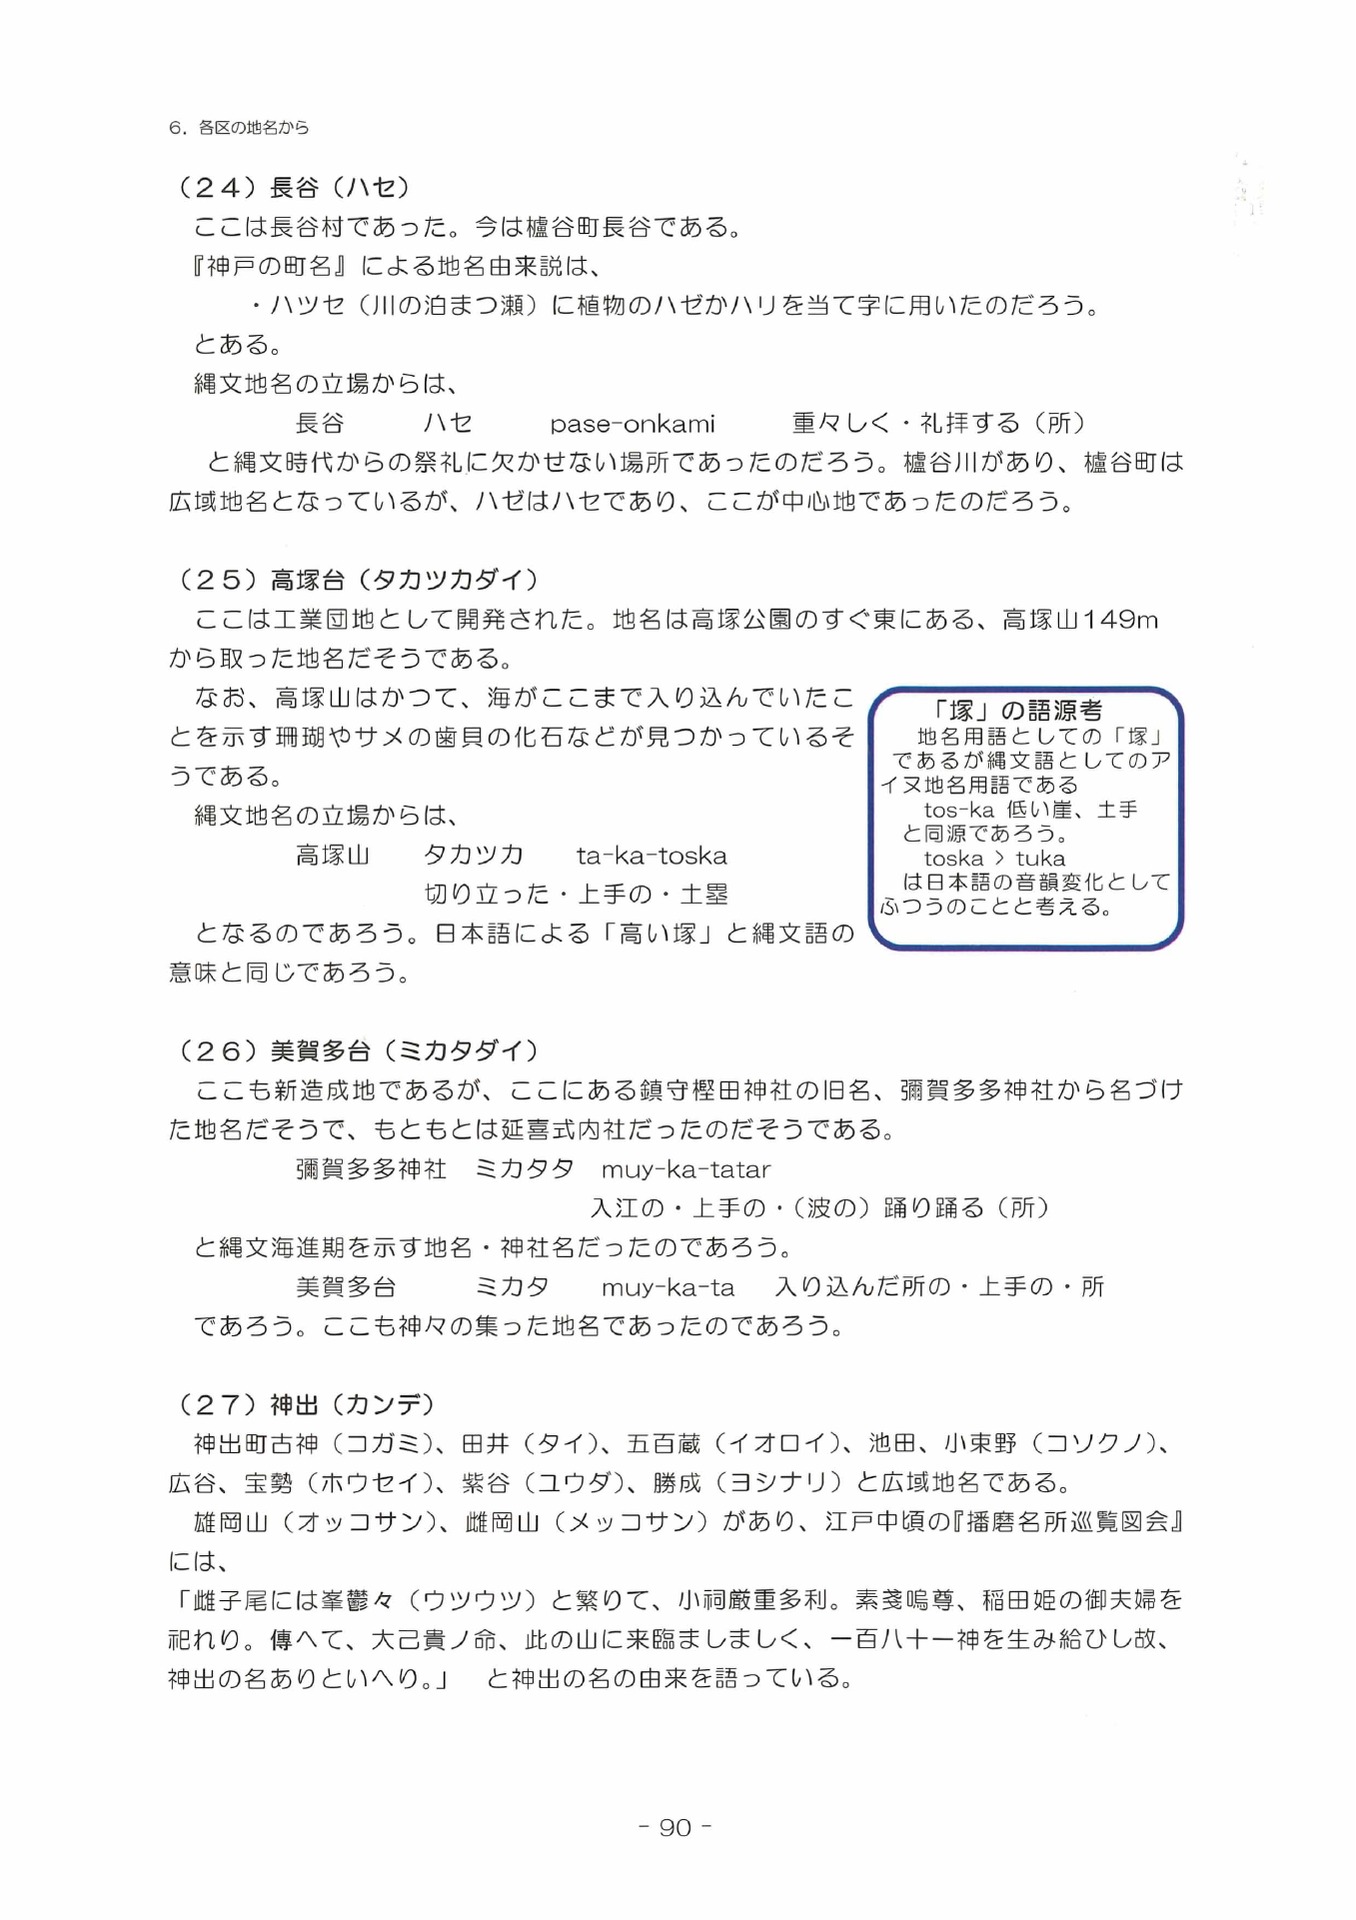 6．各区の地名から
（２４）長谷（ハセ）
ここは長谷村であった。今は櫨谷町長谷である。
『神戸の町名』による地名由来説は、
・ハツセ（川の泊まつ瀬）に植物のハゼかハリを当て字に用いたのだろう。
とある。
縄文地名の立場からは、
長谷　ハセ　pase-onkami　重々しく・礼拝する（所）
と縄文時代からの祭礼に欠かせない場所であったのだろう。櫨谷川があり、櫨谷町は
広域地名となっているが、ハゼはハセであり、ここが中心地であったのだろう。
（２５）高塚台（タカツカダイ）
ここは工業団地として開発された。地名は高塚公園のすぐ東にある、高塚山149m
から取った地名だそうである。
なお、高塚山はかつて、海がここまで入り込んでいたこ
とを示す珊瑚やサメの歯貝の化石などが見つかっているそ
うである。
縄文地名の立場からは、
高塚山　タカツカ　ta-ka-toska
切り立った・上手の・土塁
となるのであろう。日本語による「高い塚」と縄文語の
意味と同じであろう。
「塚」の語源考
地名用語としての「塚」
であるが縄文語としてのア
イヌ地名用語である
tos-ka 低い崖、土手
と同源であろう。
toska > tuka
は日本語の音韻変化として
ふつうのことと考える。
（２６）美賀多台（ミカタダイ）
ここも新造成地であるが、ここにある鎮守樫田神社の旧名、彌賀多多神社から名づけ
た地名だそうで、もともとは延喜式内社だったのだそうである。
彌賀多多神社　ミカタタ　muy-ka-tatar
入江の・上手の・（波の）踊り踊る（所）
と縄文海進期を示す地名・神社名だったのであろう。
美賀多台　ミカタ　muy-ka-ta　入り込んだ所の・上手の・所
であろう。ここも神々の集った地名であったのであろう。
（２７）神出（カンデ）
神出町古神（コガミ）、田井（タイ）、五百蔵（イオロイ）、池田、小束野（コソクノ）、
広谷、宝勢（ホウセイ）、紫谷（ユウダ）、勝成（ヨシナリ）と広域地名である。
雄岡山（オッコサン）、雌岡山（メッコサン）があり、江戸中頃の『播磨名所巡覧図会』
には、
「雌子尾には峯鬱々（ウツウツ）と繁りて、小祠厳重多利。素戔嗚尊、稲田姫の御夫婦を
祀れり。傳へて、大己貴ノ命、此の山に来臨ましましく、一百八十一神を生み給ひし故、
神出の名ありといへり。」　と神出の名の由来を語っている。
- 90 -